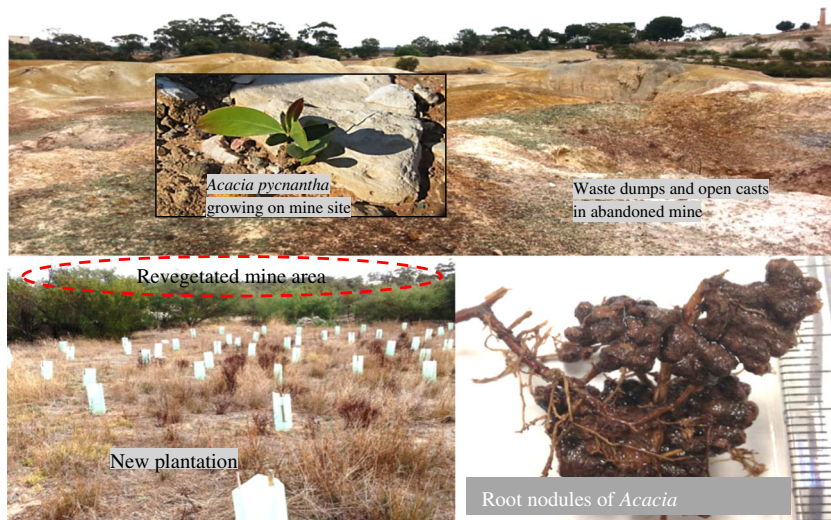 Acacia pycnantha
growing on mine site
Waste dumps and open casts
in abandoned mine
Revegetated mine area
New plantation
Root nodules of Acacia